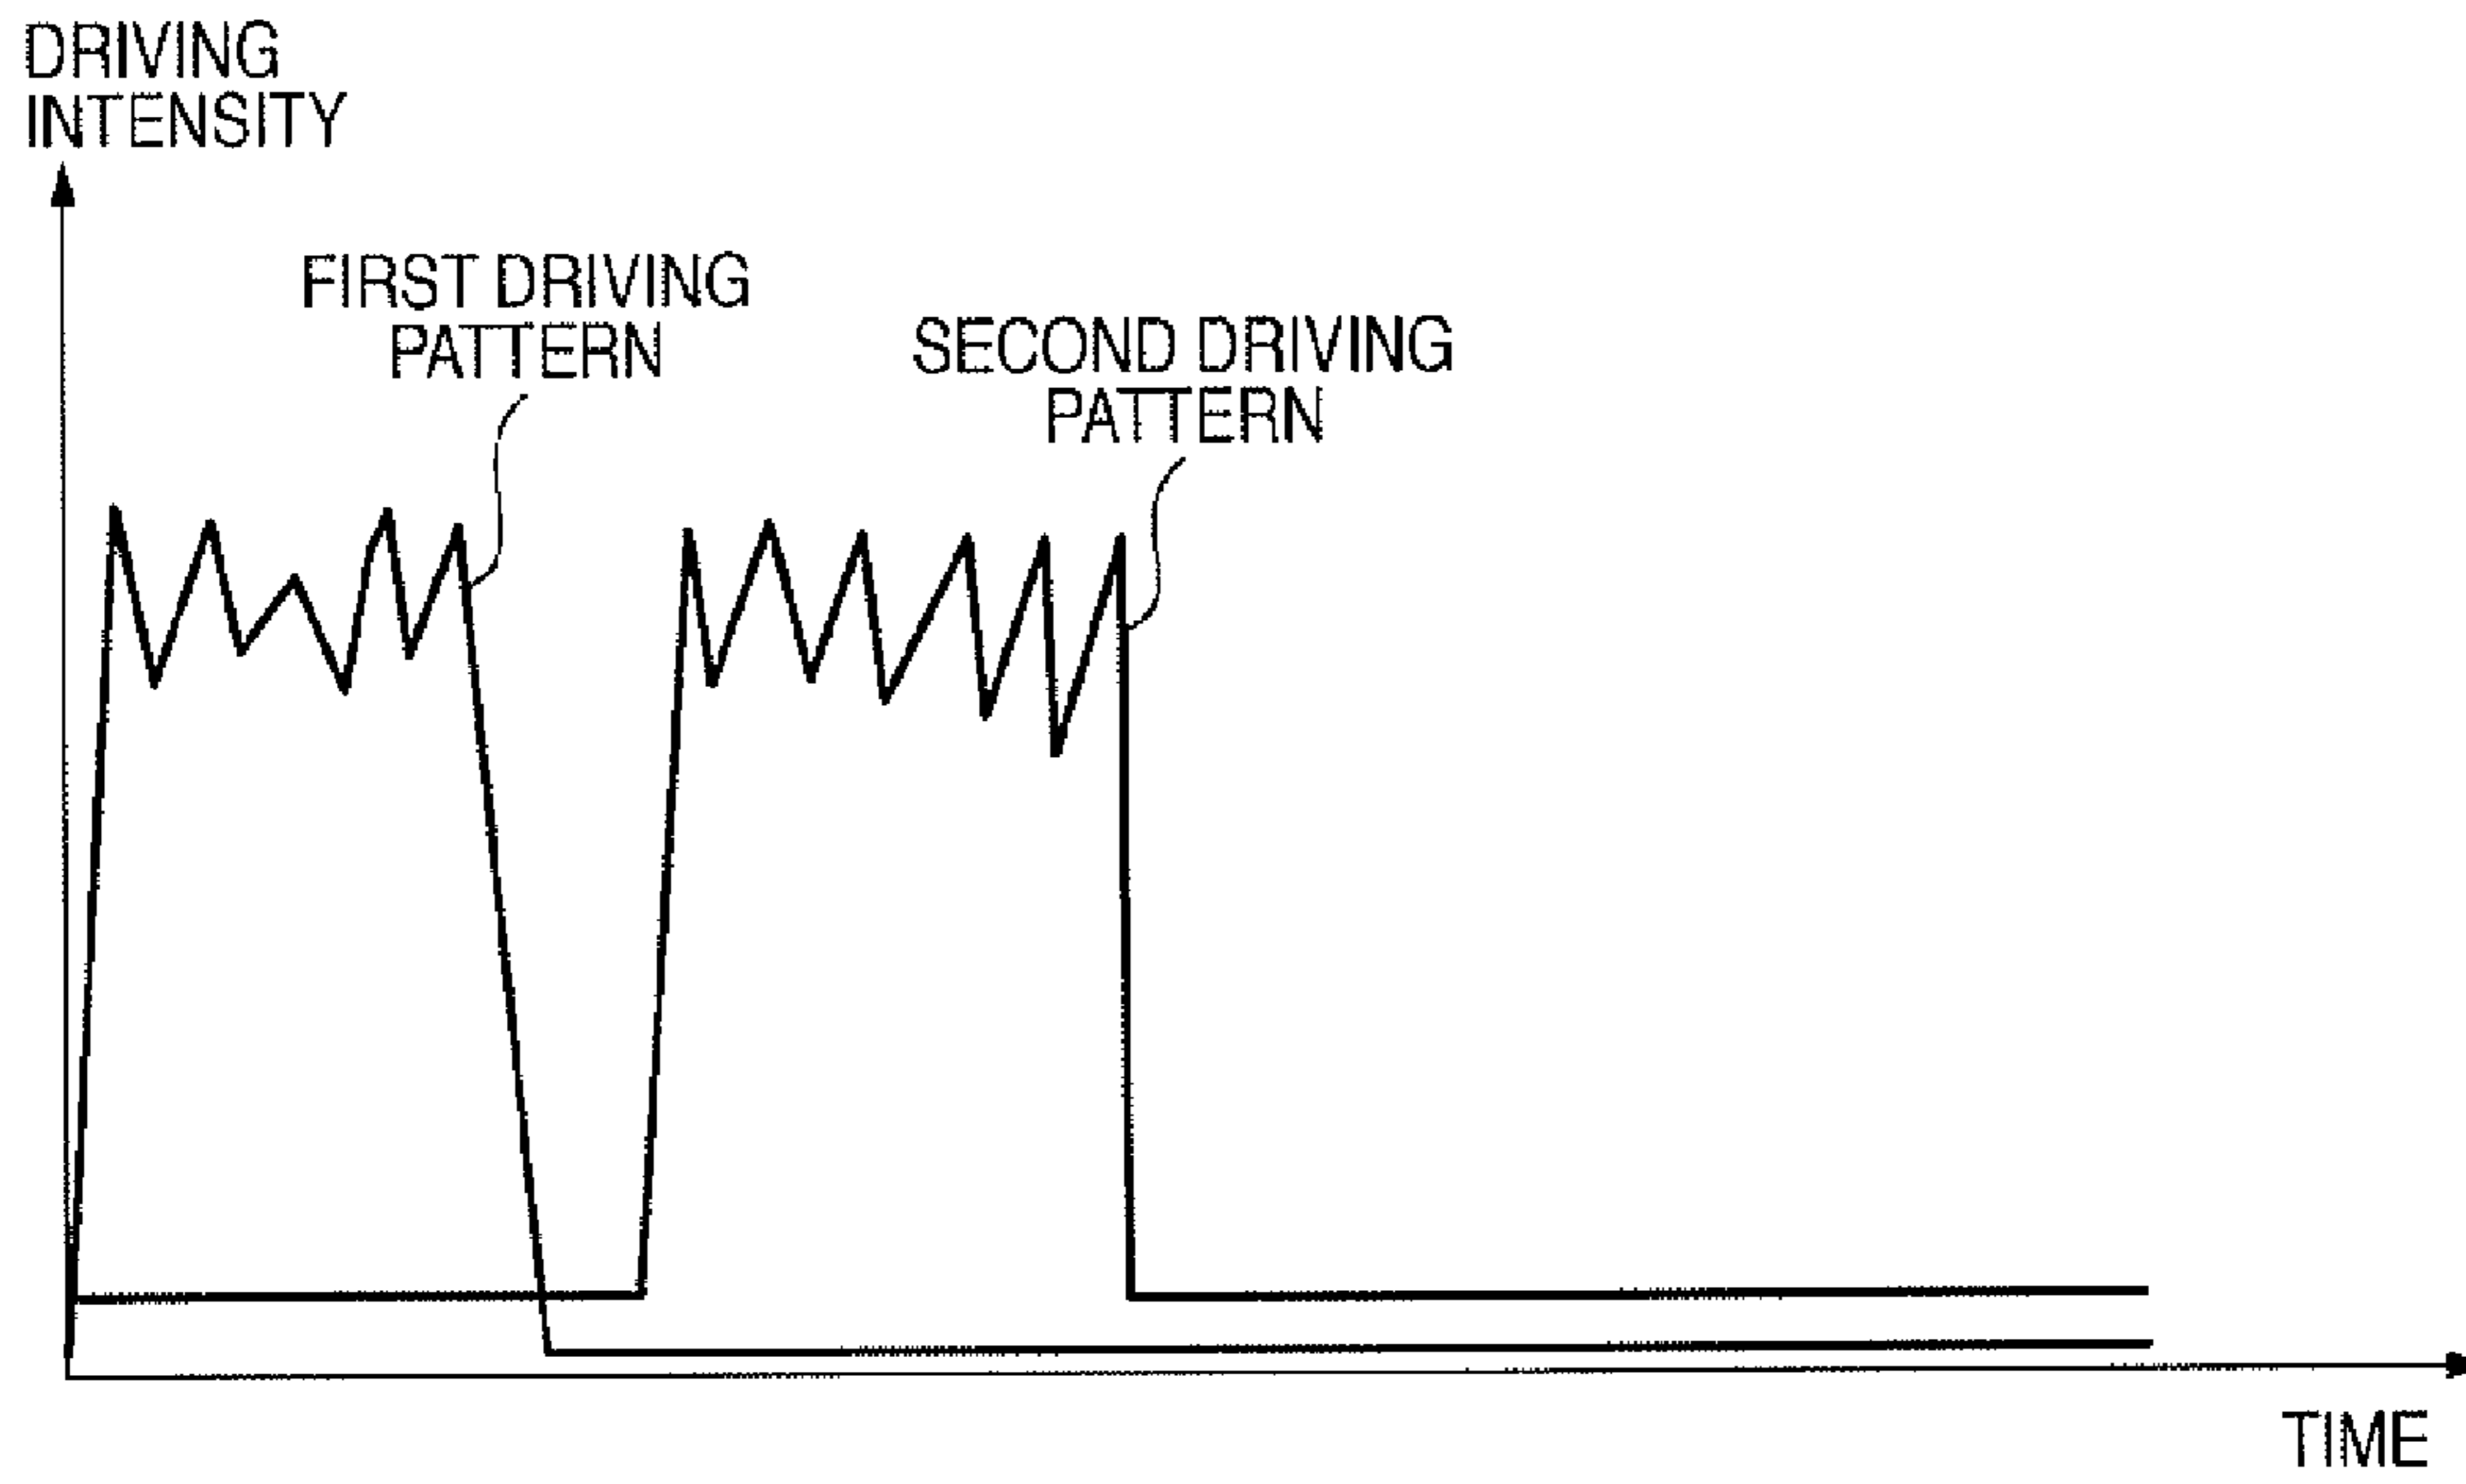 DRIVING
INTENSITY
FIRST DRIVING
PATTERN
SECOND DRIVING
PATTERN
TIME